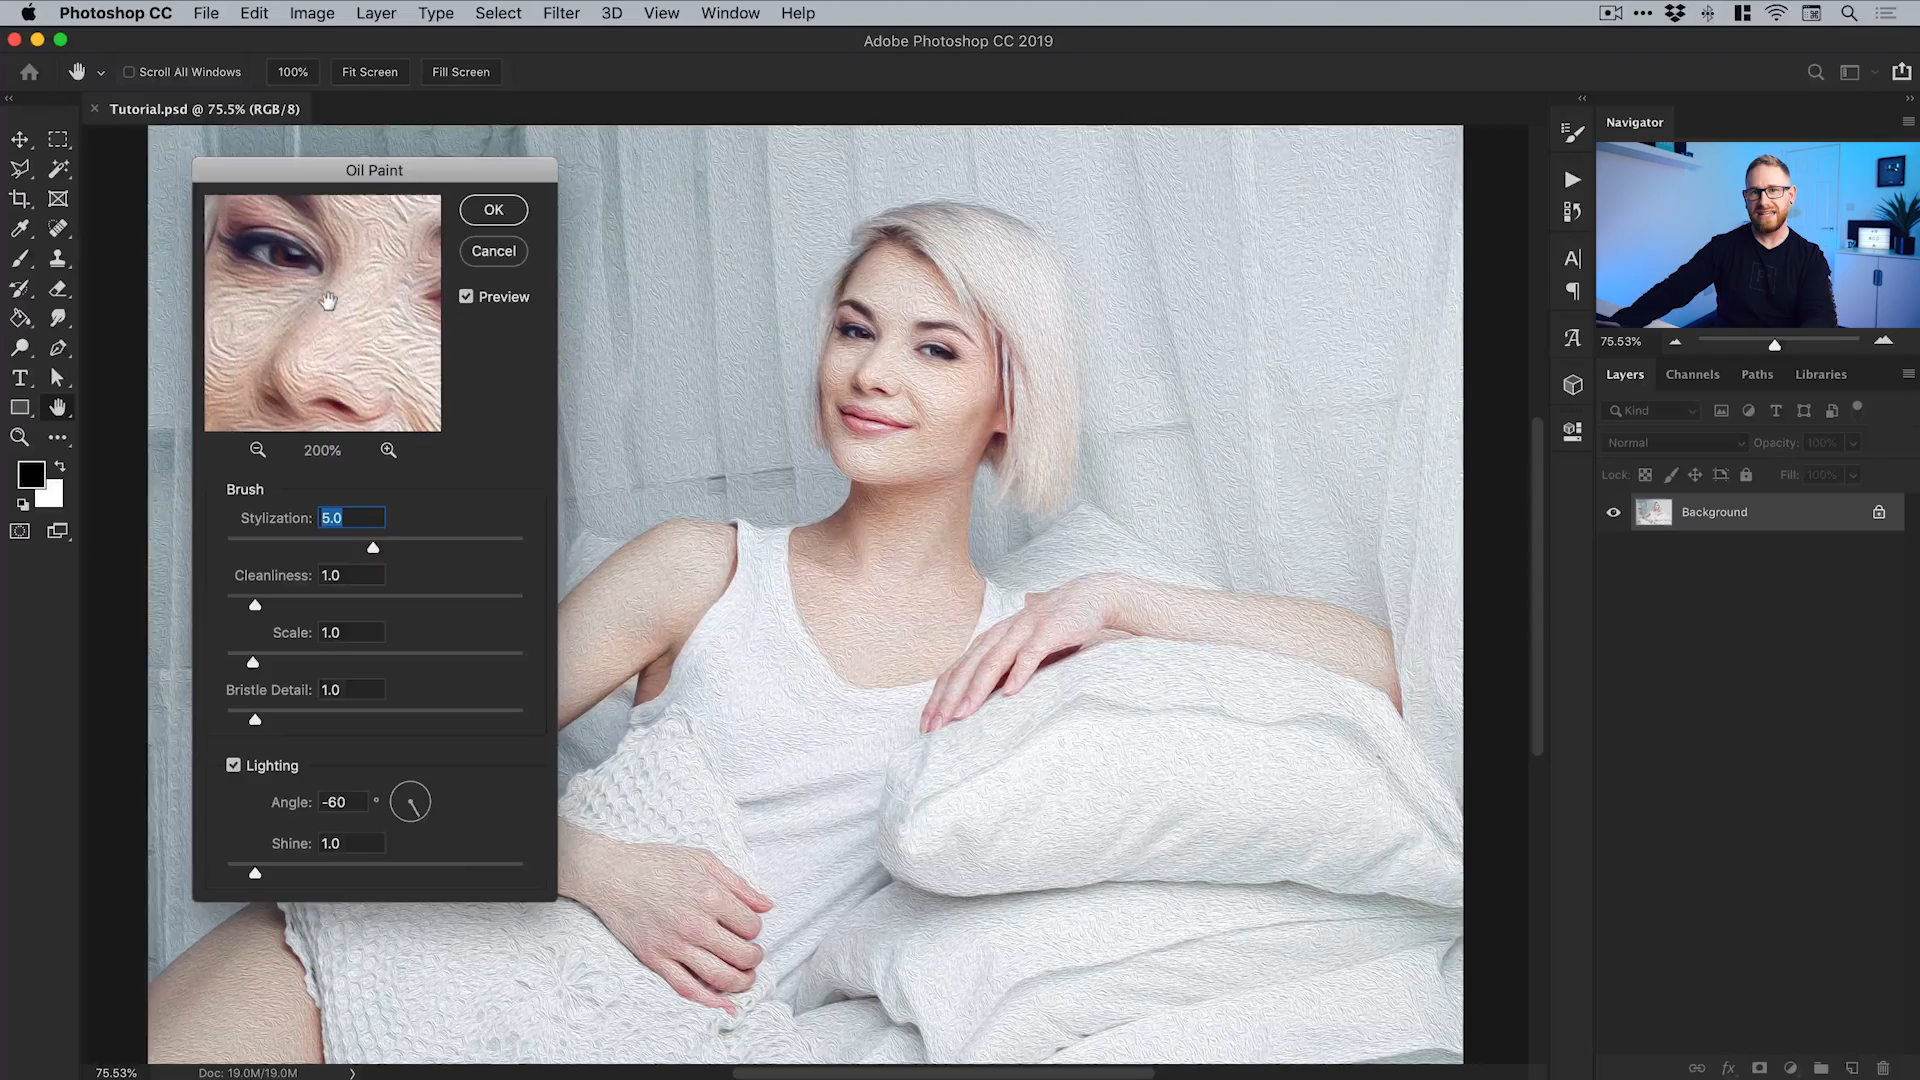 Photoshop CC File Edit Image Layer Type Select Filter 3D View Window Help
Adobe Photoshop CC 2019
Scroll All Windows 100% Fit Screen Fill Screen
Tutorial.psd @ 75.5% (RGB/8)
Navigator
Oil Paint
OK
Cancel
Preview
200%
Brush
Stylization: 5.0
Cleanliness: 1.0
Scale: 1.0
Bristle Detail: 1.0
Lighting
Angle: -60 °
Shine: 1.0
75.53%
Layers Channels Paths Libraries
Kind
Normal Opacity: 100%
Lock: Fill: 100%
Background
75.53% Doc: 19.0M/19.0M